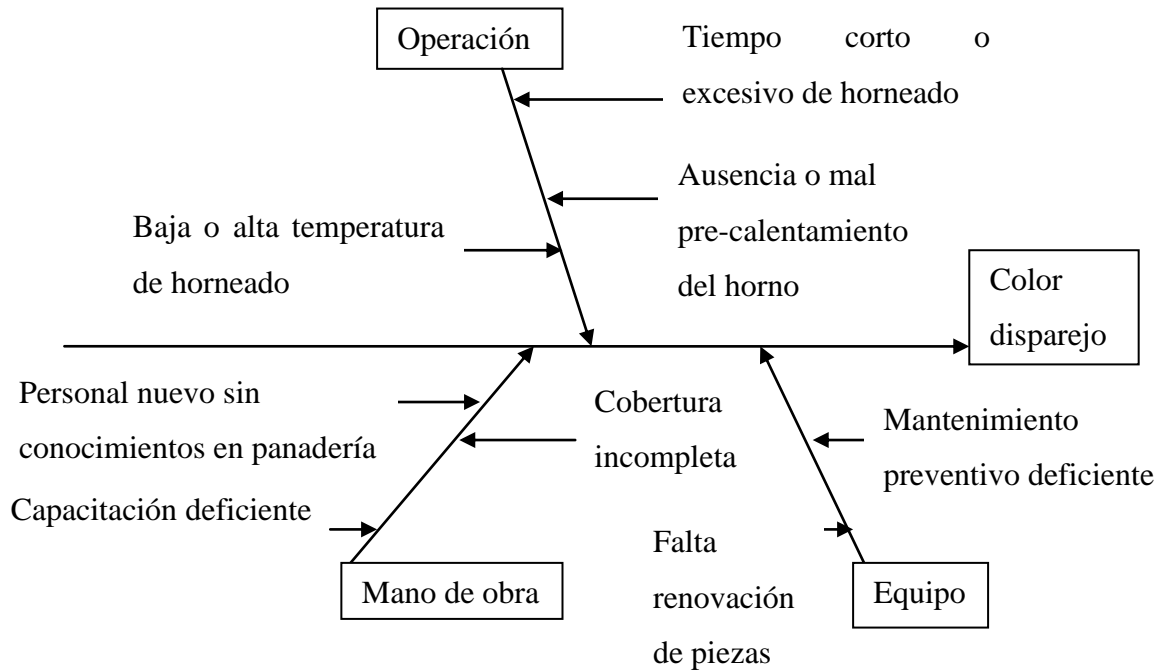 Operación
Tiempo corto o
excesivo de horneado
Ausencia o mal
pre-calentamiento
del horno
Baja o alta temperatura
de horneado
Color
disparejo
Personal nuevo sin
conocimientos en panadería
Capacitación deficiente
Cobertura
incompleta
Mantenimiento
preventivo deficiente
Falta
renovación
de piezas
Mano de obra
Equipo